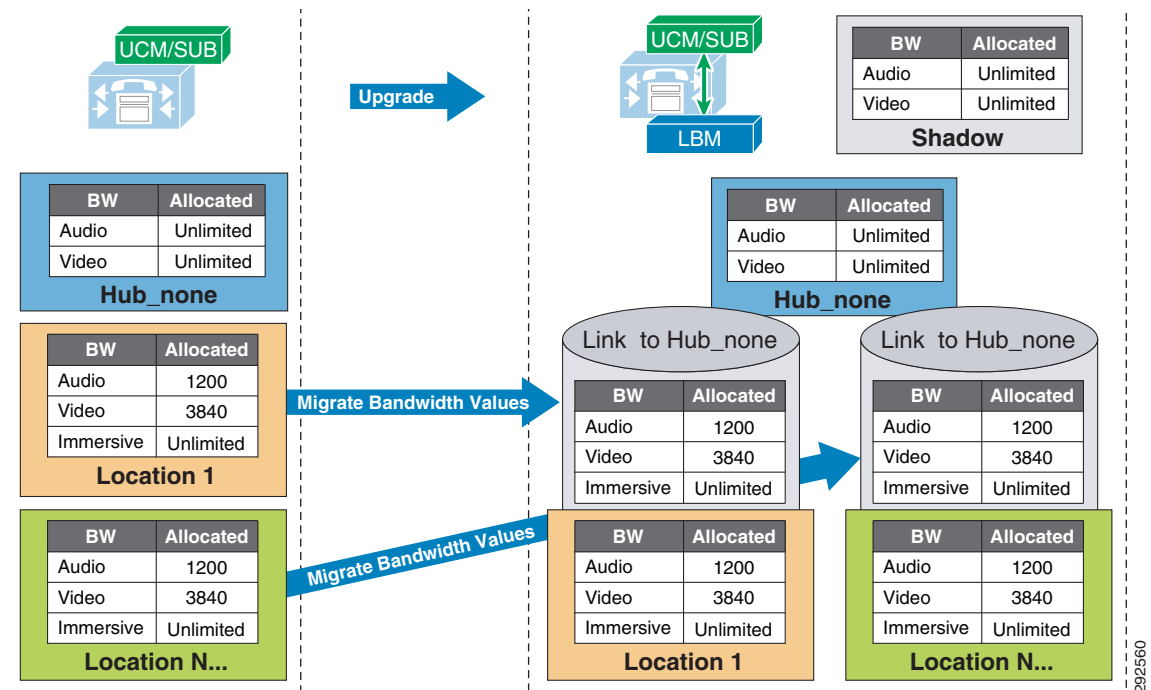 UCM/SUB
Upgrade
UCM/SUB
LBM
BW Allocated
Audio Unlimited
Video Unlimited
Shadow
BW Allocated
Audio Unlimited
Video Unlimited
Hub_none
BW Allocated
Audio Unlimited
Video Unlimited
Hub_none
BW Allocated
Audio 1200
Video 3840
Immersive Unlimited
Location 1
Migrate Bandwidth Values
Link to Hub_none
BW Allocated
Audio 1200
Video 3840
Immersive Unlimited
Link to Hub_none
BW Allocated
Audio 1200
Video 3840
Immersive Unlimited
BW Allocated
Audio 1200
Video 3840
Immersive Unlimited
Location N...
Migrate Bandwidth Values
BW Allocated
Audio 1200
Video 3840
Immersive Unlimited
Location 1
BW Allocated
Audio 1200
Video 3840
Immersive Unlimited
Location N...
292560